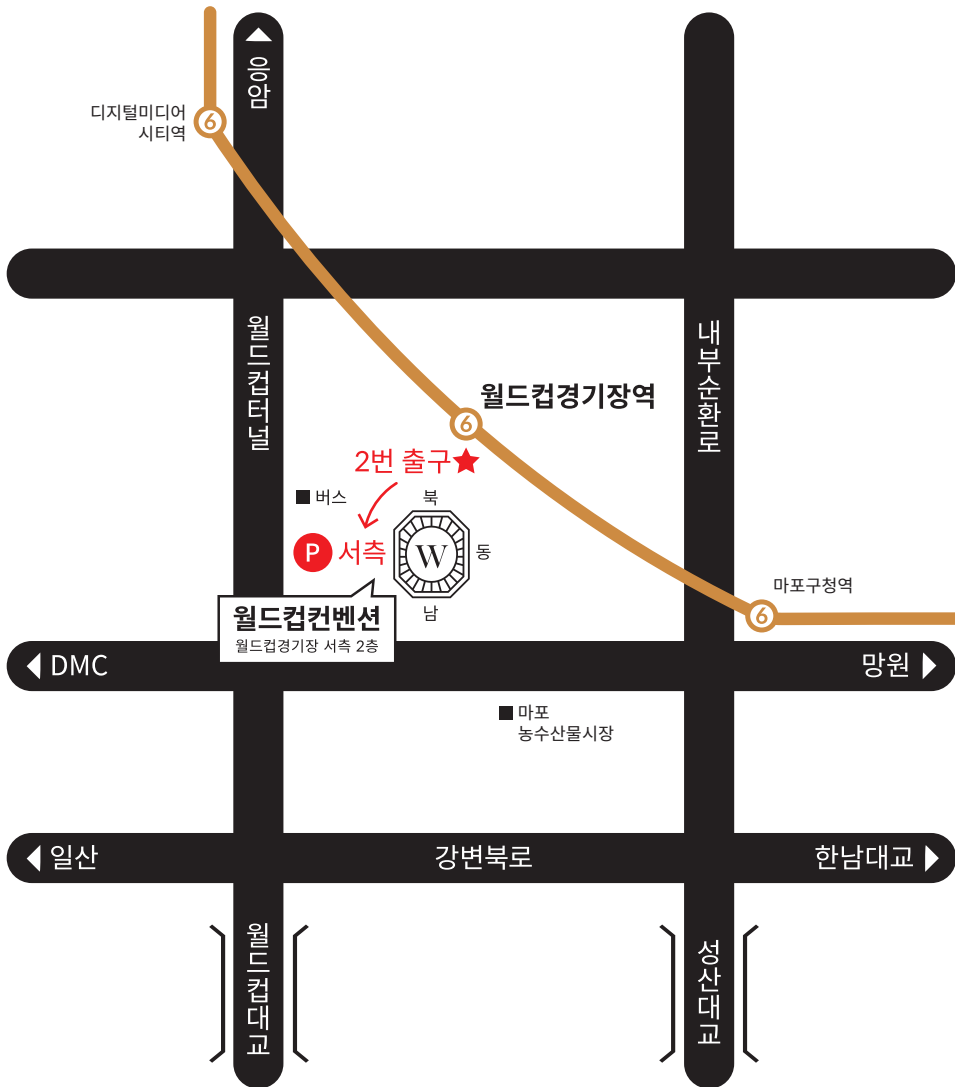 응암
디지털미디어
시티역
6
월드컵터널
내부순환로
월드컵경기장역
6
2번 출구
버스
북
P
서측
W
동
남
마포구청역
6
월드컵컨벤션
월드컵경기장 서측 2층
DMC
망원
마포
농수산물시장
일산
강변북로
한남대교
월드컵대교
성산대교